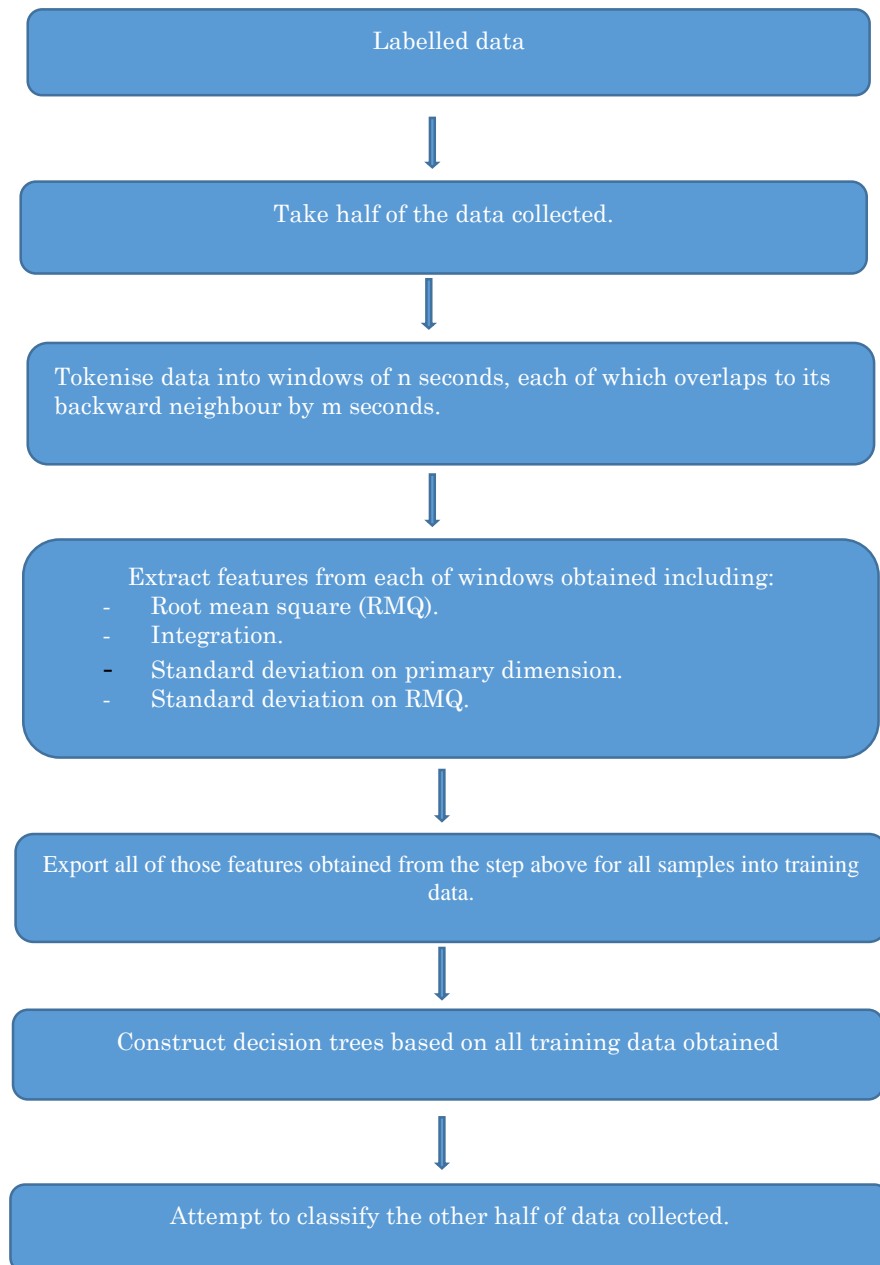 Labelled data
Take half of the data collected.
Tokenise data into windows of n seconds, each of which overlaps to its
backward neighbour by m seconds.
Extract features from each of windows obtained including:
- Root mean square (RMQ).
- Integration.
- Standard deviation on primary dimension.
- Standard deviation on RMQ.
Export all of those features obtained from the step above for all samples into training
data.
Construct decision trees based on all training data obtained
Attempt to classify the other half of data collected.